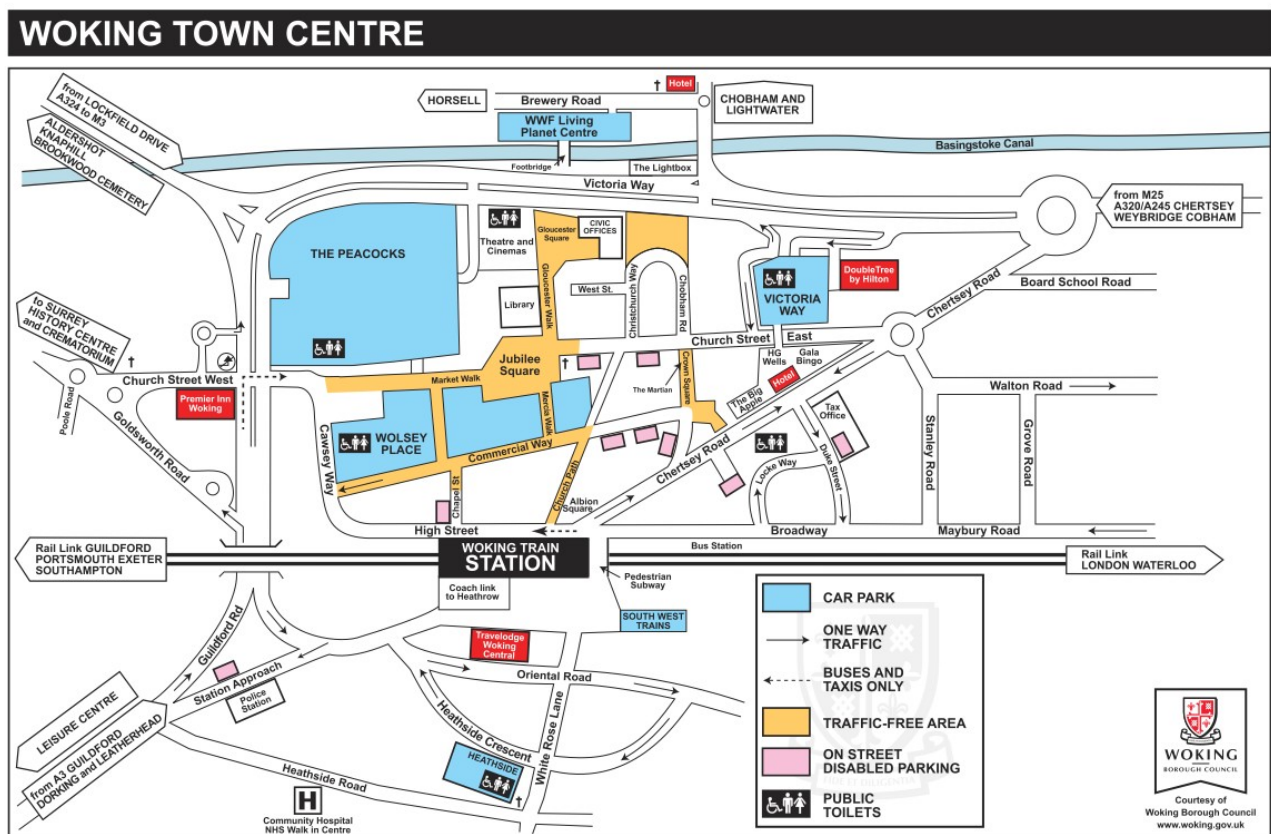 WOKING TOWN CENTRE
from LOCKFIELD DRIVE
A324 to M3
ALDERSHOT
KNAPHILL
BROOKWOOD CEMETERY
HORSELL
Hotel
Brewery Road
WWF Living
Planet Centre
CHOBHAM AND
LIGHTWATER
Basingstoke Canal
Footbridge
The Lightbox
Victoria Way
from M25
A320/A245 CHERTSEY
WEYBRIDGE COBHAM
THE PEACOCKS
Theatre and
Cinemas
Gloucester
Square
CIVIC
OFFICES
Gloucester Walk
Library
West St.
Christchurch Way
Chobham Rd
VICTORIA
WAY
DoubleTree
by Hilton
Chertsey Road
Board School Road
to SURREY
HISTORY CENTRE
and CREMATORIUM
Church Street West
Premier Inn
Woking
Poole Road
Goldsworth Road
Market Walk
Jubilee
Square
Church Street East
HG
Wells
Gala
Bingo
The Martian
Crown Square
The Big
Apple
Hotel
Walton Road
WOLSEY
PLACE
Mercia Walk
Commercial Way
Cawsey Way
Chapel St
Church Path
Albion
Square
Chertsey Road
Tax
Office
Locke Way
Duke Street
Stanley Road
Grove Road
High Street
Broadway
Maybury Road
Rail Link GUILDFORD
PORTSMOUTH EXETER
SOUTHAMPTON
WOKING TRAIN
STATION
Bus Station
Rail Link
LONDON WATERLOO
Coach link
to Heathrow
Pedestrian
Subway
SOUTH WEST
TRAINS
Guildford Rd
Station Approach
Police
Station
Travelodge
Woking
Central
Oriental Road
Heathside Crescent
White Rose Lane
HEATHSIDE
LEISURE CENTRE
from A3 GUILDFORD
DORKING and LEATHERHEAD
Heathside Road
H
Community Hospital
NHS Walk in Centre
CAR PARK
ONE WAY
TRAFFIC
BUSES AND
TAXIS ONLY
TRAFFIC-FREE AREA
ON STREET
DISABLED PARKING
PUBLIC
TOILETS
WOKING
BOROUGH COUNCIL
Courtesy of
Woking Borough Council
www.woking.gov.uk